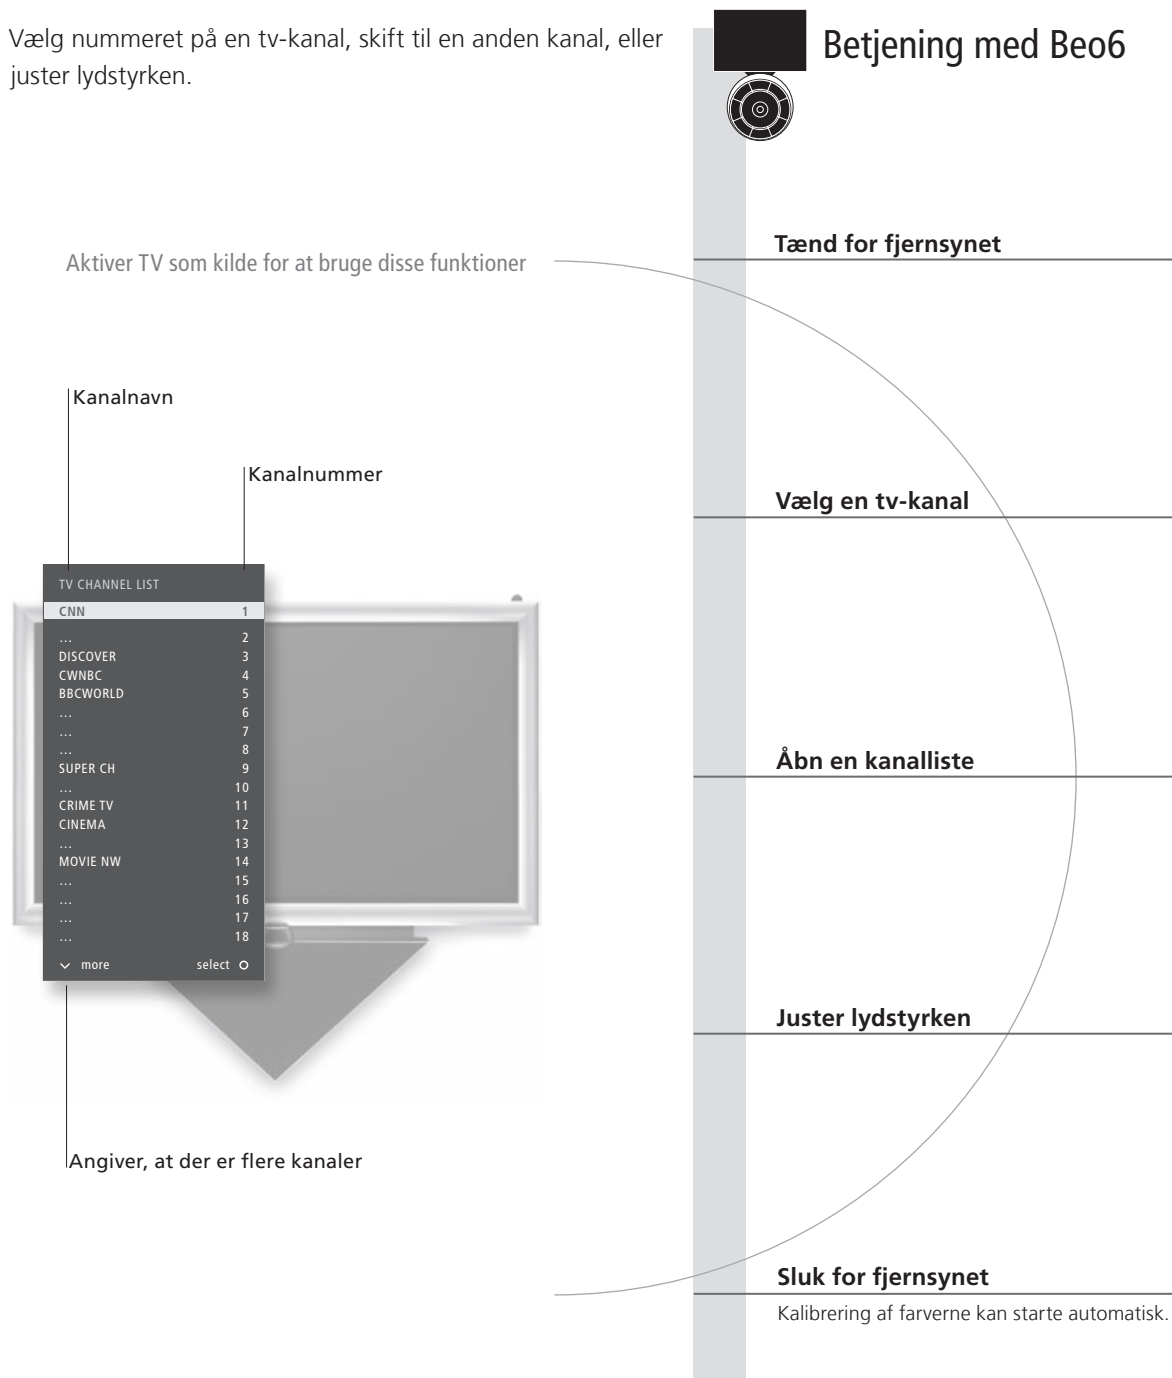 Vælg nummeret på en tv-kanal, skift til en anden kanal, eller
juster lydstyrken.
Betjening med Beo6
Aktiver TV som kilde for at bruge disse funktioner
Kanalnavn
Kanalnummer
TV CHANNEL LIST
CNN 1
... 2
DISCOVER 3
CWNBC 4
BBCWORLD 5
... 6
... 7
... 8
SUPER CH 9
... 10
CRIME TV 11
CINEMA 12
... 13
MOVIE NW 14
... 15
... 16
... 17
... 18
more select
Angiver, at der er flere kanaler
Tænd for fjernsynet
Vælg en tv-kanal
Åbn en kanalliste
Juster lydstyrken
Sluk for fjernsynet
Kalibrering af farverne kan starte automatisk.